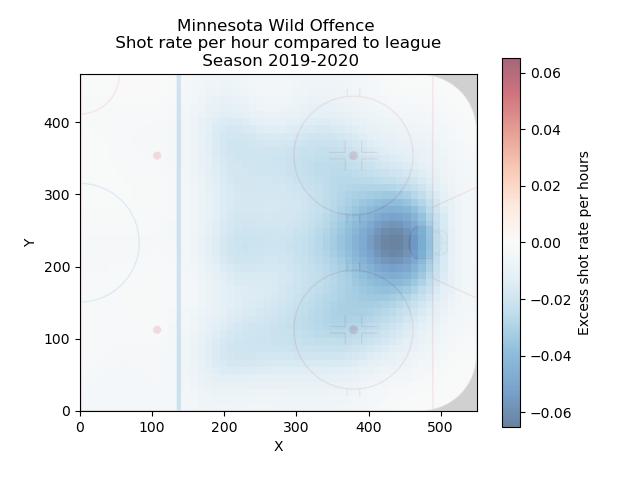 Minnesota Wild Offence
Shot rate per hour compared to league
Season 2019-2020
400
300
200
100
0
Y
0 100 200 300 400 500
X
0.06
0.04
0.02
0.00
−0.02
−0.04
−0.06
Excess shot rate per hours